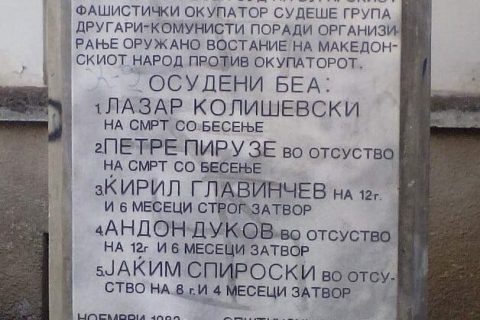 ФАШИСТИЧКИ ОКУПАТОР СУДЕШЕ ГРУПА
ДРУГАРИ-КОМУНИСТИ ПОРАДИ ОРГАНИЗИ
РАЊЕ ОРУЖАНО ВОСТАНИЕ НА МАКЕДОН-
СКИОТ НАРОД ПРОТИВ ОКУПАТОРОТ.
ОСУДЕНИ БЕА:
1. ЛАЗАР КОЛИШЕВСКИ
НА СМРТ СО БЕСЕЊЕ
2. ПЕТРЕ ПИРУЗЕ ВО ОТСУСТВО
НА СМРТ СО БЕСЕЊЕ
3. ЌИРИЛ ГЛАВИНЧЕВ НА 12г.
И 6 МЕСЕЦИ СТРОГ ЗАТВОР
4. АНДОН ДУКОВ ВО ОТСУСТВО
НА 12г И 6 МЕСЕЦИ ЗАТВОР
5. ЈАЌИМ СПИРОСКИ ВО ОТСУ-
СТВО НА 8 г. И 4 МЕСЕЦИ ЗАТВОР
НОЕМВРИ